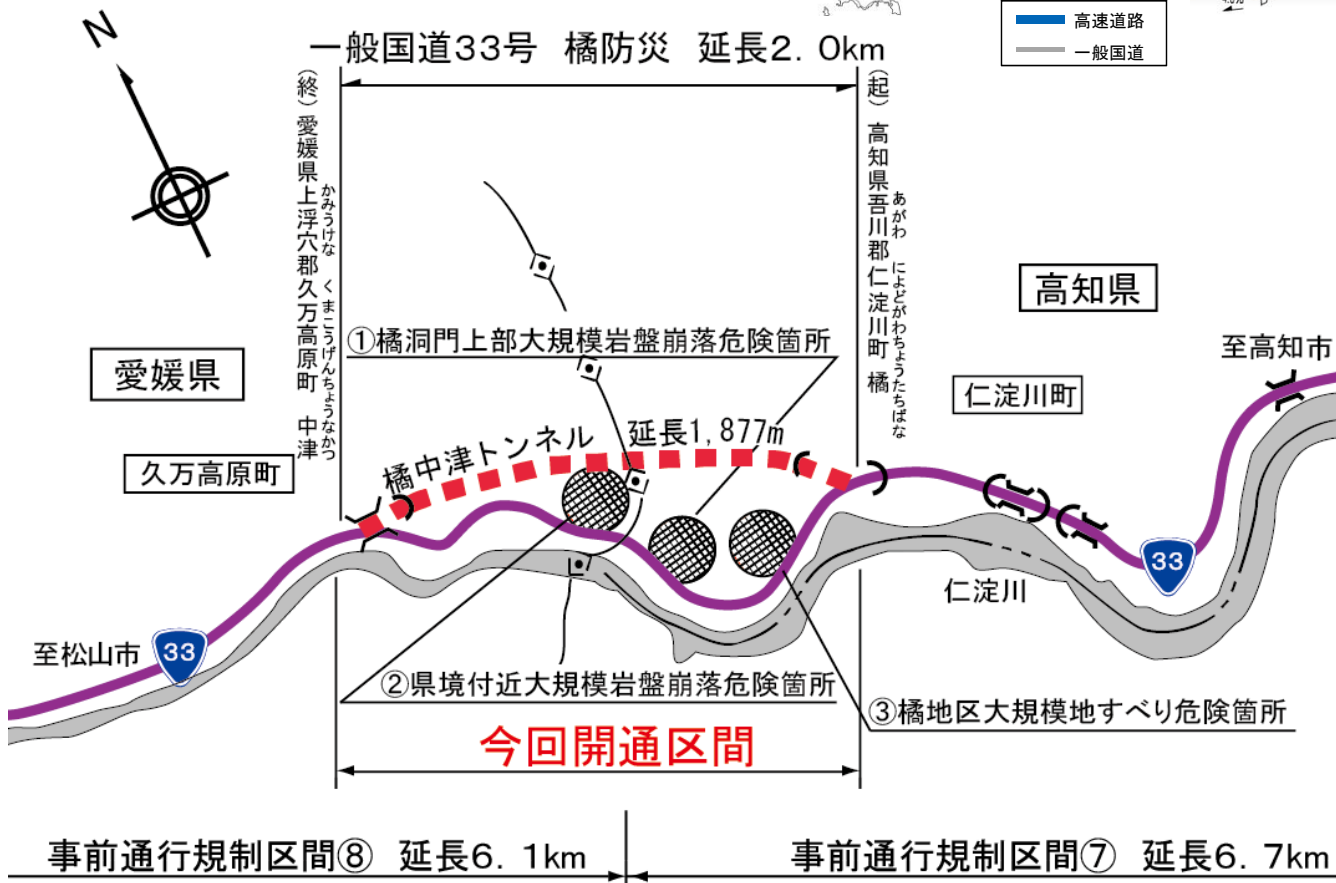 N
高速道路
一般国道
一般国道33号 橘防災 延長2.0km
(終)愛媛県上浮穴郡久万高原町 中津
かみうけな くまこうげんちょうなかつ
(起)高知県吾川郡仁淀川町 橘
あがわ によどがわちょうたちばな
高知県
①橘洞門上部大規模岩盤崩落危険箇所
愛媛県
至高知市
仁淀川町
橘中津トンネル 延長1,877m
久万高原町
33
仁淀川
至松山市
33
②県境付近大規模岩盤崩落危険箇所
③橘地区大規模地すべり危険箇所
今回開通区間
事前通行規制区間⑧ 延長6.1km
事前通行規制区間⑦ 延長6.7km